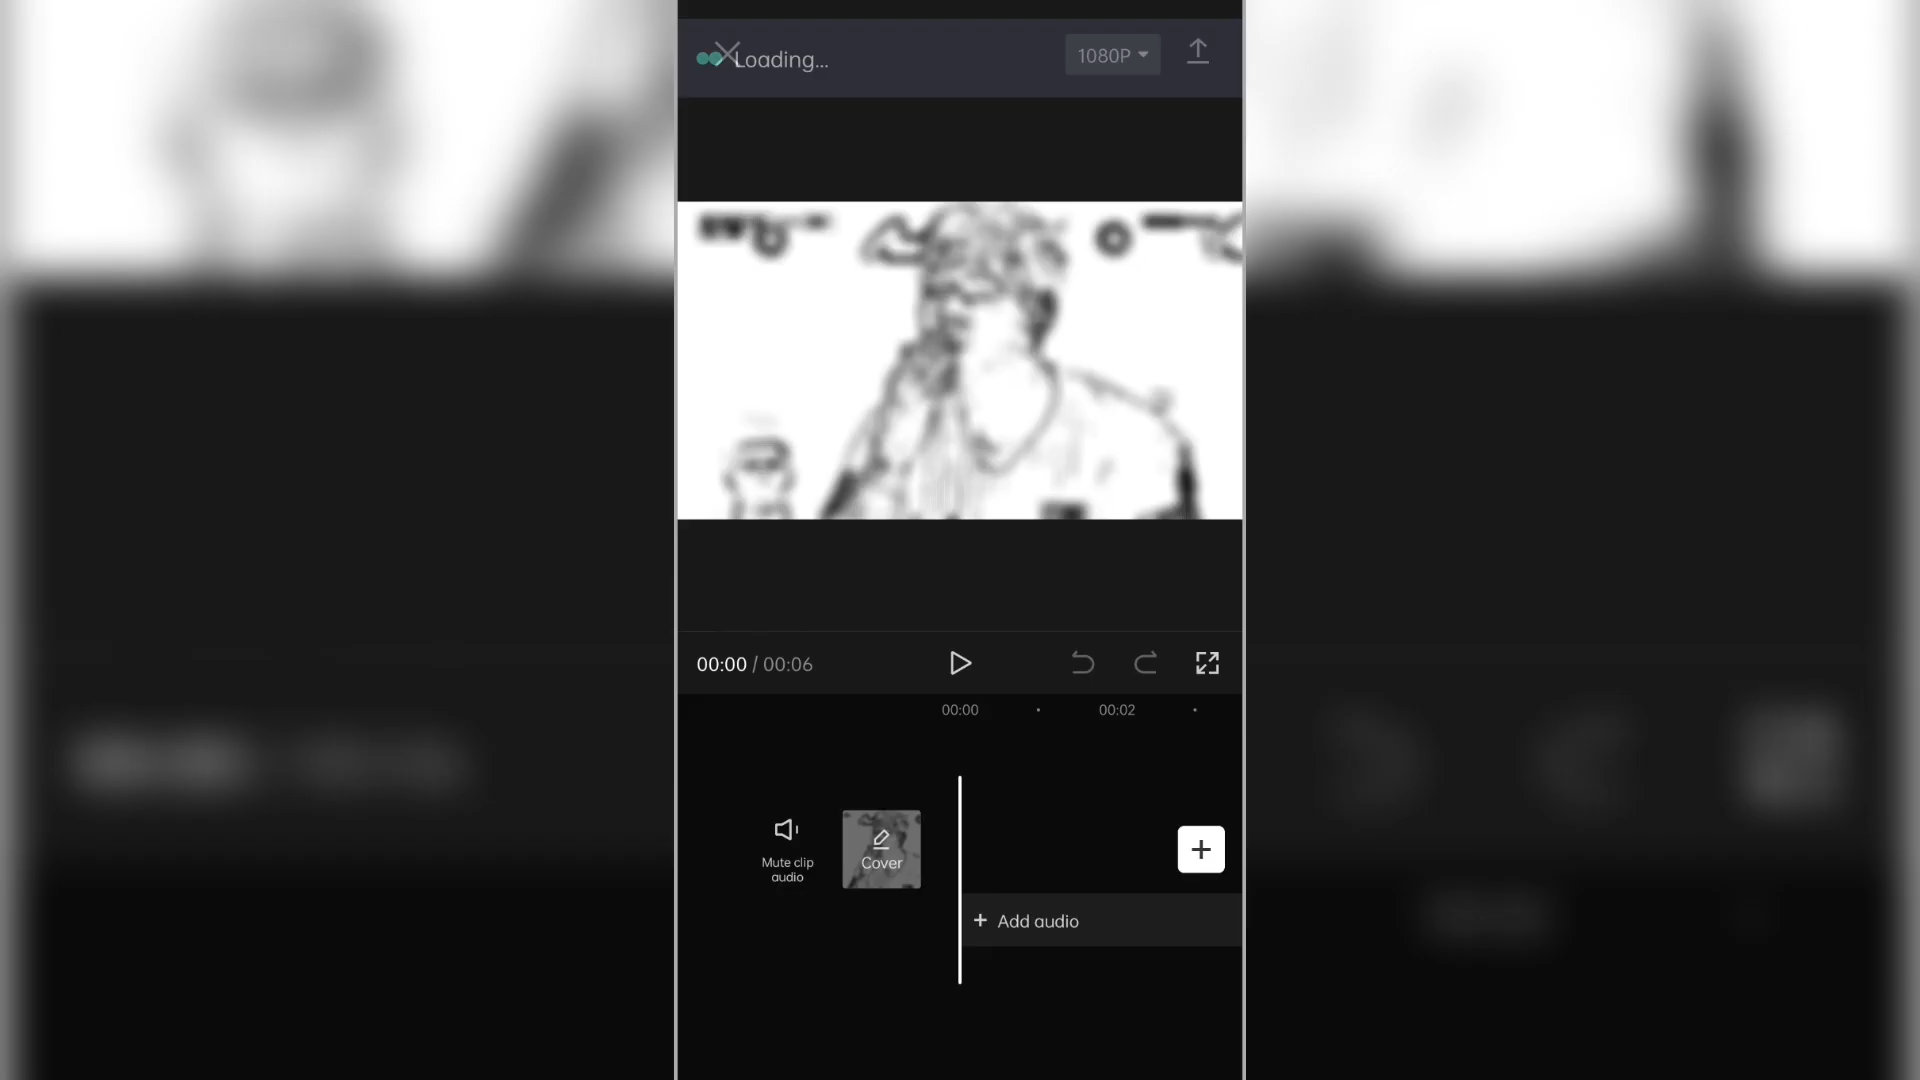 Loading...
1080P
00:00 / 00:06
00:00
00:02
Mute clip
audio
Cover
+ Add audio